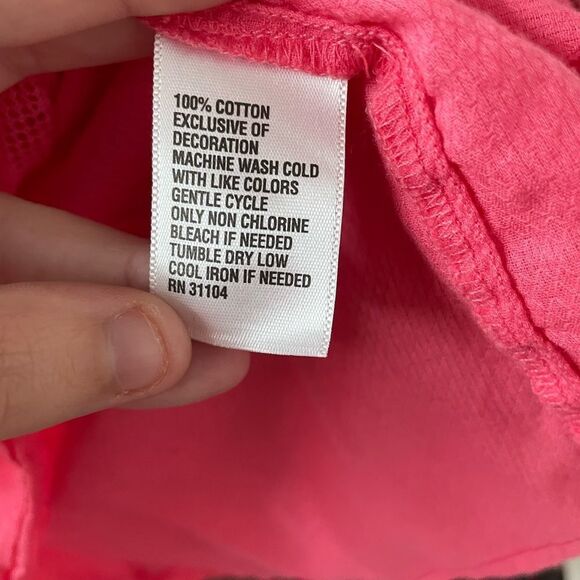 100% COTTON
EXCLUSIVE OF
DECORATION
MACHINE WASH COLD
WITH LIKE COLORS
GENTLE CYCLE
ONLY NON CHLORINE
BLEACH IF NEEDED
TUMBLE DRY LOW
COOL IRON IF NEEDED
RN 31104